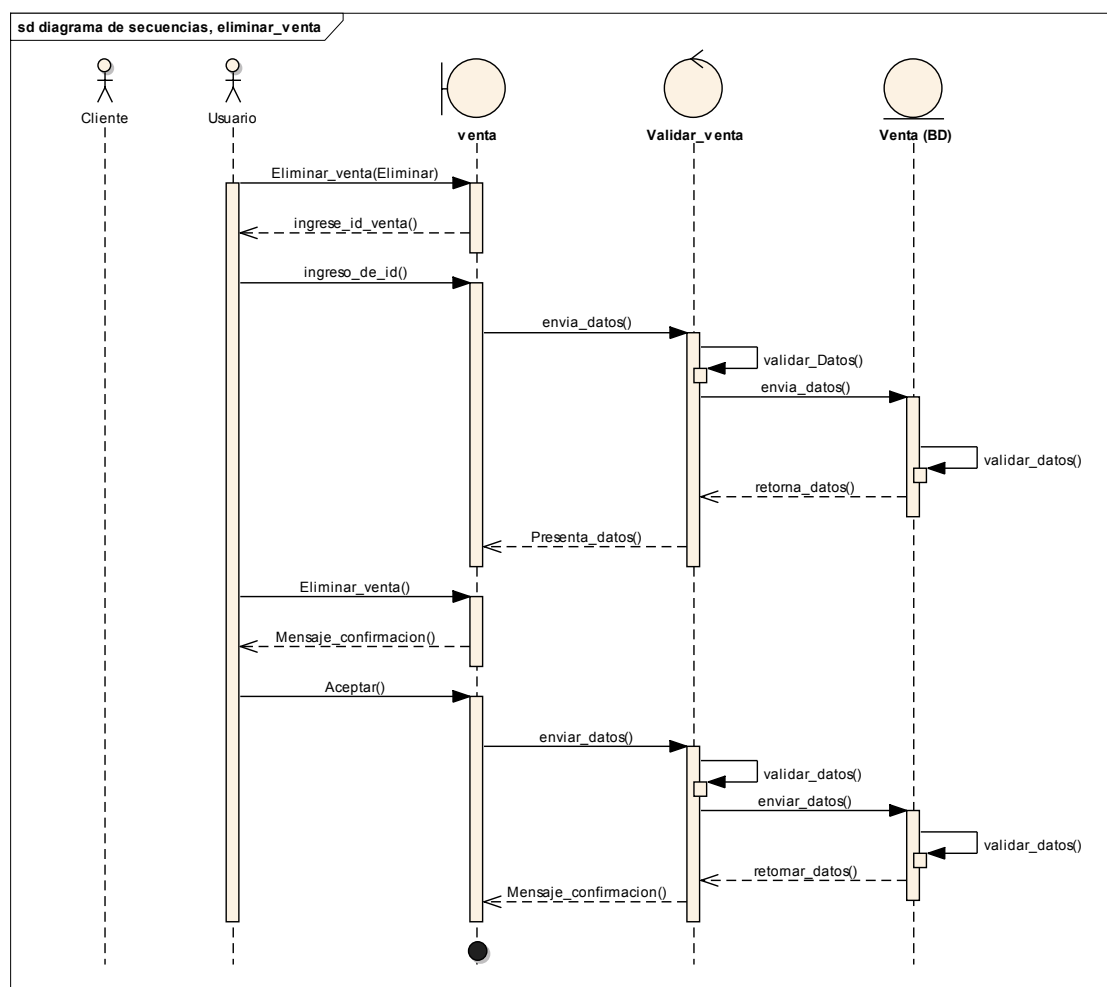 sd diagrama de secuencias, eliminar_venta
Cliente
Usuario
venta
Validar_venta
Venta (BD)
Eliminar_venta(Eliminar)
ingrese_id_venta()
ingreso_de_id()
envia_datos()
validar_Datos()
envia_datos()
validar_datos()
retorna_datos()
Presenta_datos()
Eliminar_venta()
Mensaje_confirmacion()
Aceptar()
enviar_datos()
validar_datos()
enviar_datos()
validar_datos()
retornar_datos()
Mensaje_confirmacion()